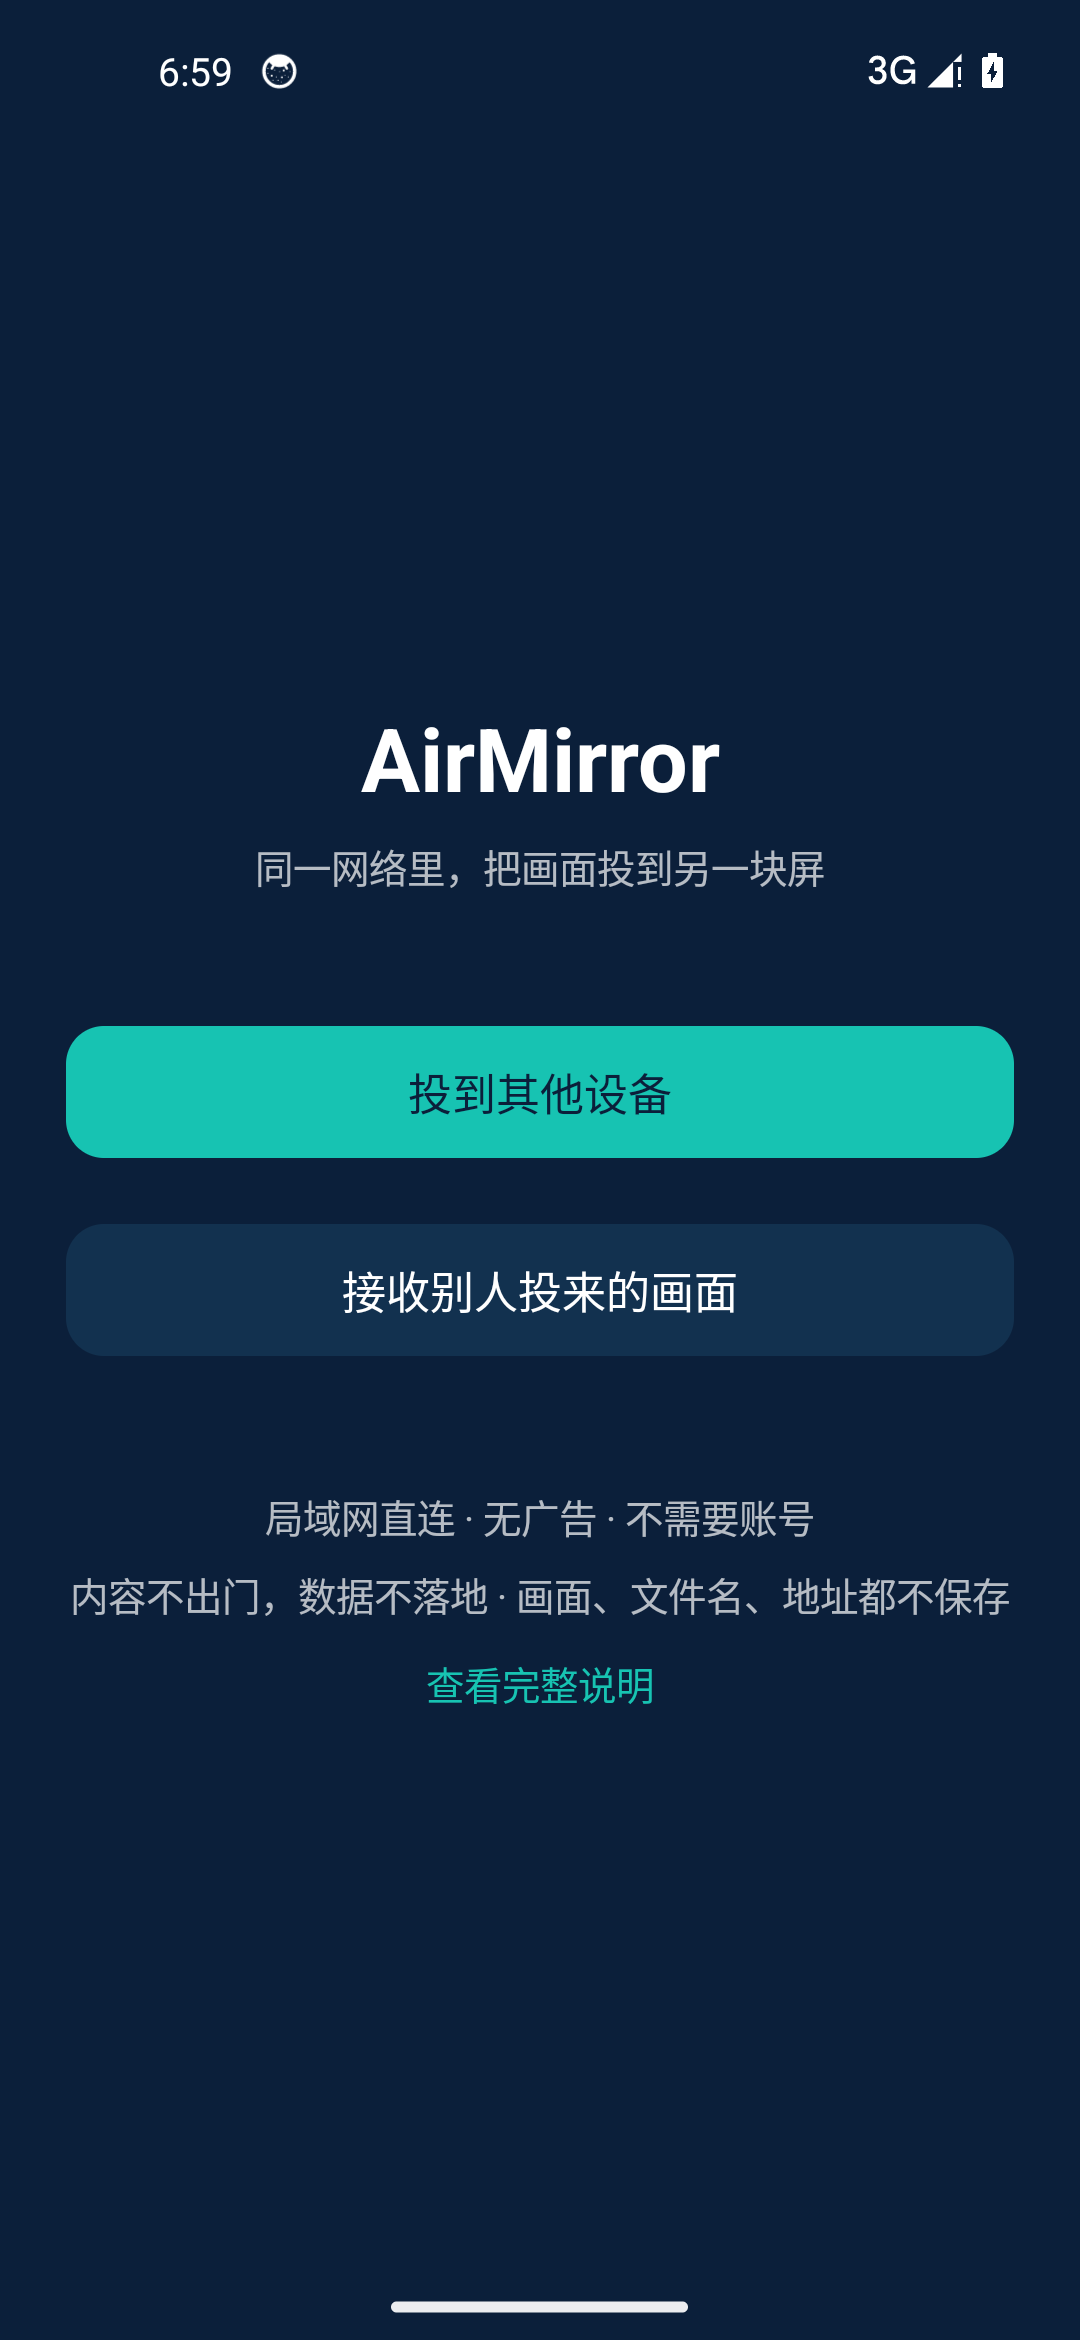 6:59
3G
AirMirror
同一网络里，把画面投到另一块屏
投到其他设备
接收别人投来的画面
局域网直连 · 无广告 · 不需要账号
内容不出门，数据不落地 · 画面、文件名、地址都不保存
查看完整说明